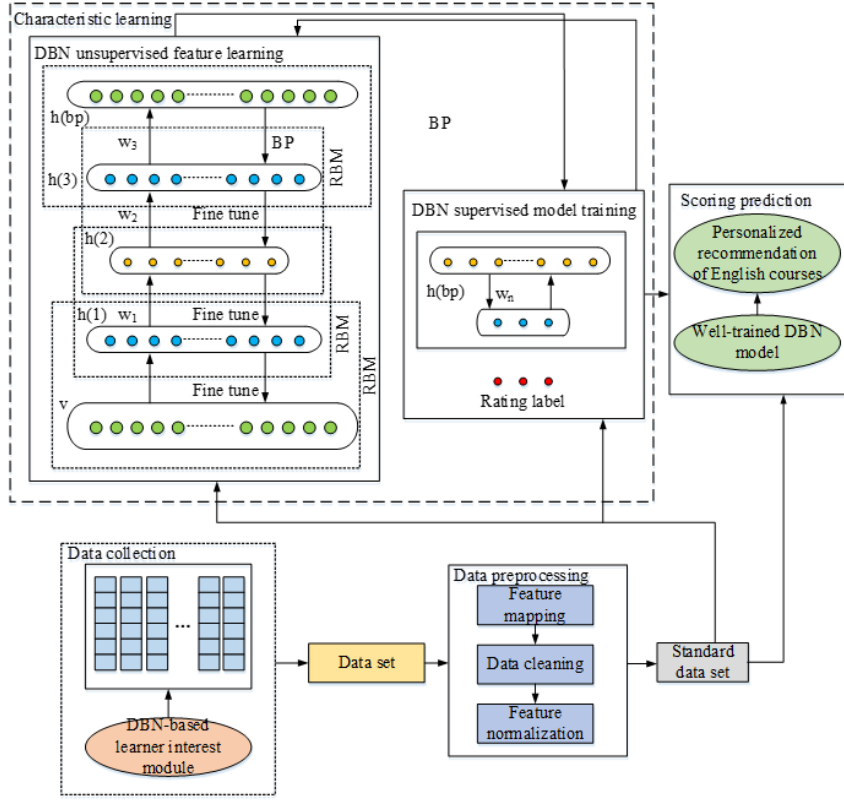 Characteristic learning
DBN unsupervised feature learning
h(bp)
w3
BP
RBM
h(3)
w2
Fine tune
h(2)
w1
Fine tune
h(1)
RBM
Fine tune
RBM
v
BP
DBN supervised model training
h(bp)
wn
Rating label
Scoring prediction
Personalized
recommendation
of English courses
Well-trained DBN
model
Data collection
...
DBN-based
learner interest
module
Data set
Data preprocessing
Feature
mapping
Data cleaning
Feature
normalization
Standard
data set